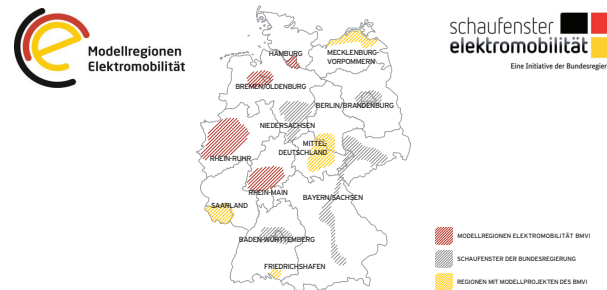 Modellregionen
Elektromobilität
schaufenster
elektromobilität
Eine Initiative der Bundesregier
HAMBURG
MECKLENBURG-
VORPOMMERN
BREMEN/OLDENBURG
BERLIN/BRANDENBURG
NIEDERSACHSEN
MITTEL-
DEUTSCHLAND
RHEIN-RUHR
RHEIN-MAIN
BAYERN/SACHSEN
SAARLAND
BADEN-WÜRTTEMBERG
FRIEDRICHSHAFEN
MODELLREGIONEN ELEKTROMOBILITÄT BMVI
SCHAUFENSTER DER BUNDESREGIERUNG
REGIONEN MIT MODELLPROJEKTEN DES BMVI